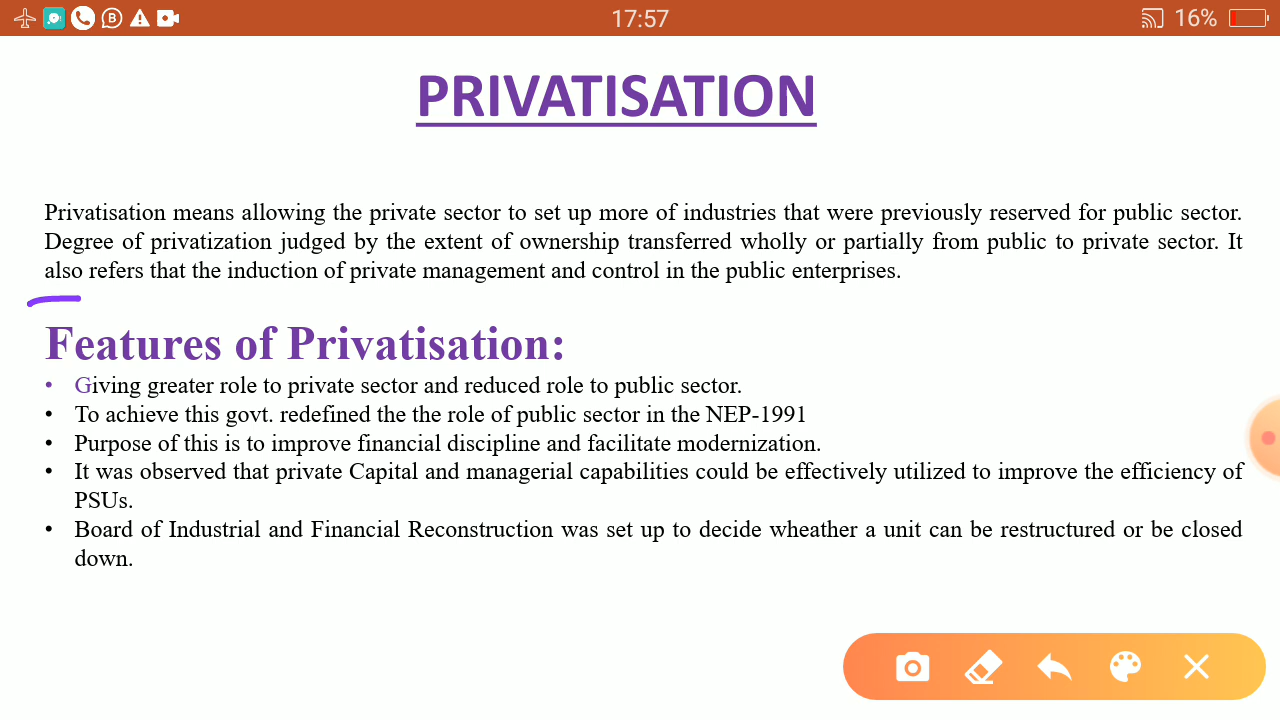 17:57
16%
PRIVATISATION
Privatisation means allowing the private sector to set up more of industries that were previously reserved for public sector.
Degree of privatization judged by the extent of ownership transferred wholly or partially from public to private sector. It
also refers that the induction of private management and control in the public enterprises.
Features of Privatisation:
• Giving greater role to private sector and reduced role to public sector.
• To achieve this govt. redefined the the role of public sector in the NEP-1991
• Purpose of this is to improve financial discipline and facilitate modernization.
• It was observed that private Capital and managerial capabilities could be effectively utilized to improve the efficiency of
PSUs.
• Board of Industrial and Financial Reconstruction was set up to decide wheather a unit can be restructured or be closed
down.